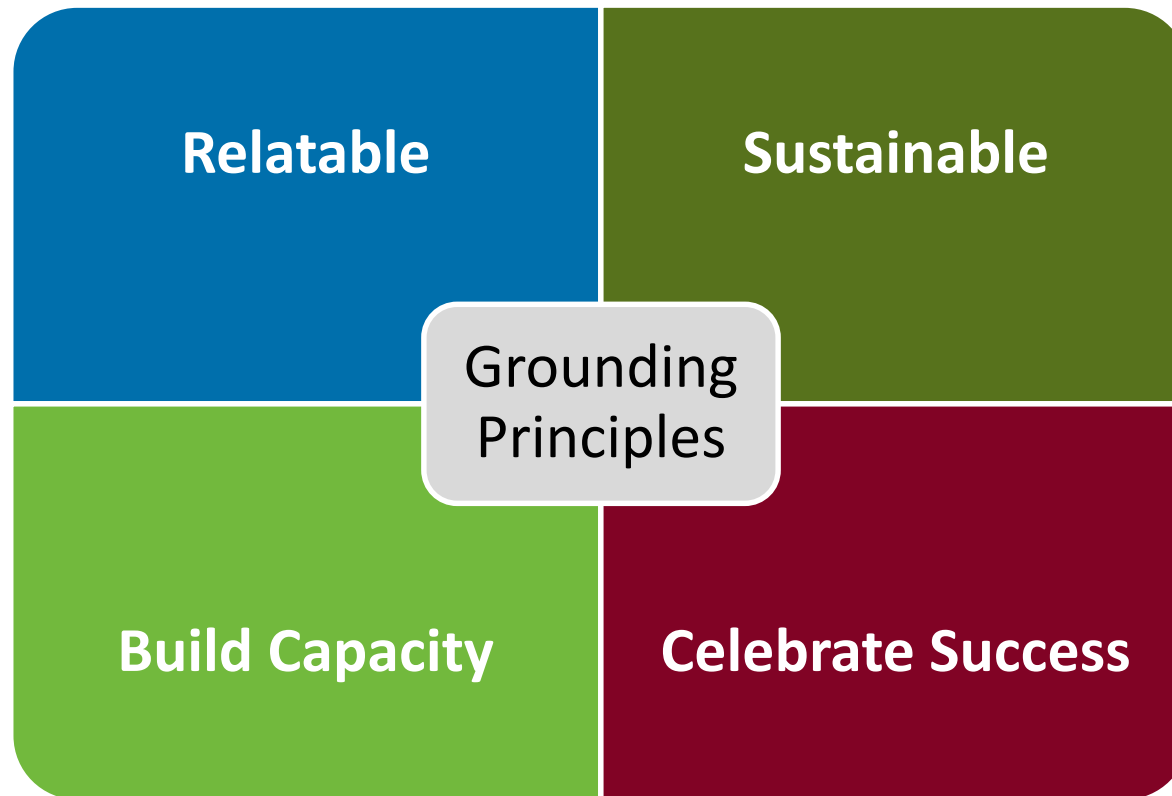 Relatable
Sustainable
Grounding
Principles
Build Capacity
Celebrate Success